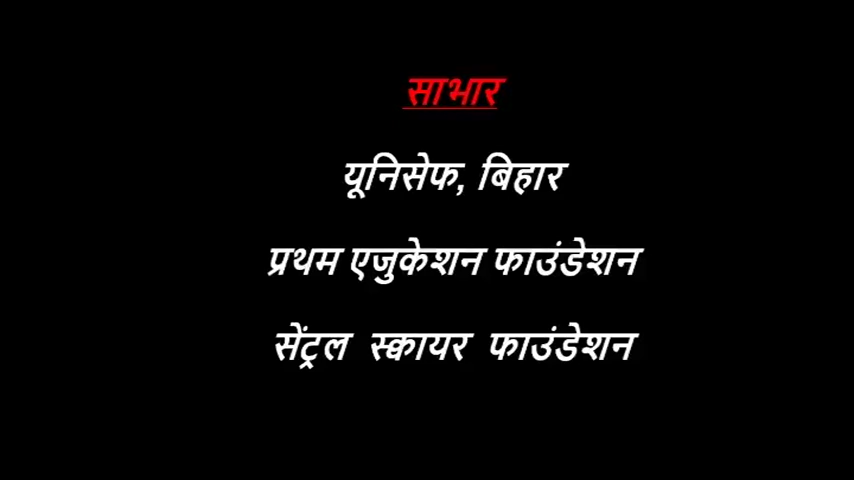 साभार
यूनिसेफ, बिहार
प्रथम एजुकेशन फाउंडेशन
सेंट्रल स्क्वायर फाउंडेशन